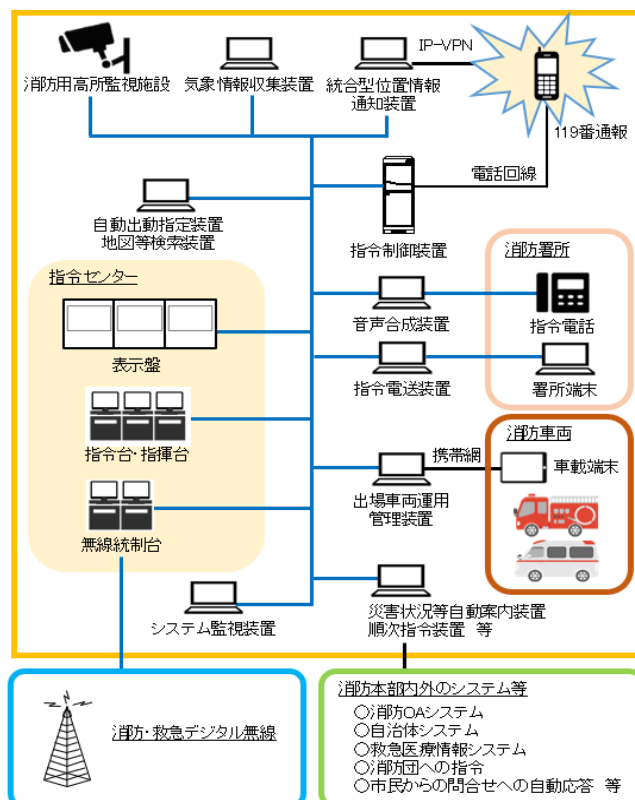 IP-VPN
消防用高所監視施設
気象情報収集装置
統合型位置情報
通知装置
119番通報
電話回線
自動出動指定装置
地図等検索装置
指令制御装置
消防署所
指令センター
音声合成装置
指令電話
表示盤
指令電送装置
署所端末
指令台・指揮台
消防車両
携帯網
車載端末
出場車両運用
管理装置
無線統制台
システム監視装置
災害状況等自動案内装置
順次指令装置 等
消防・救急デジタル無線
消防本部内外のシステム等
○消防OAシステム
○自治体システム
○救急医療情報システム
○消防団への指令
○市民からの問合せへの自動応答 等